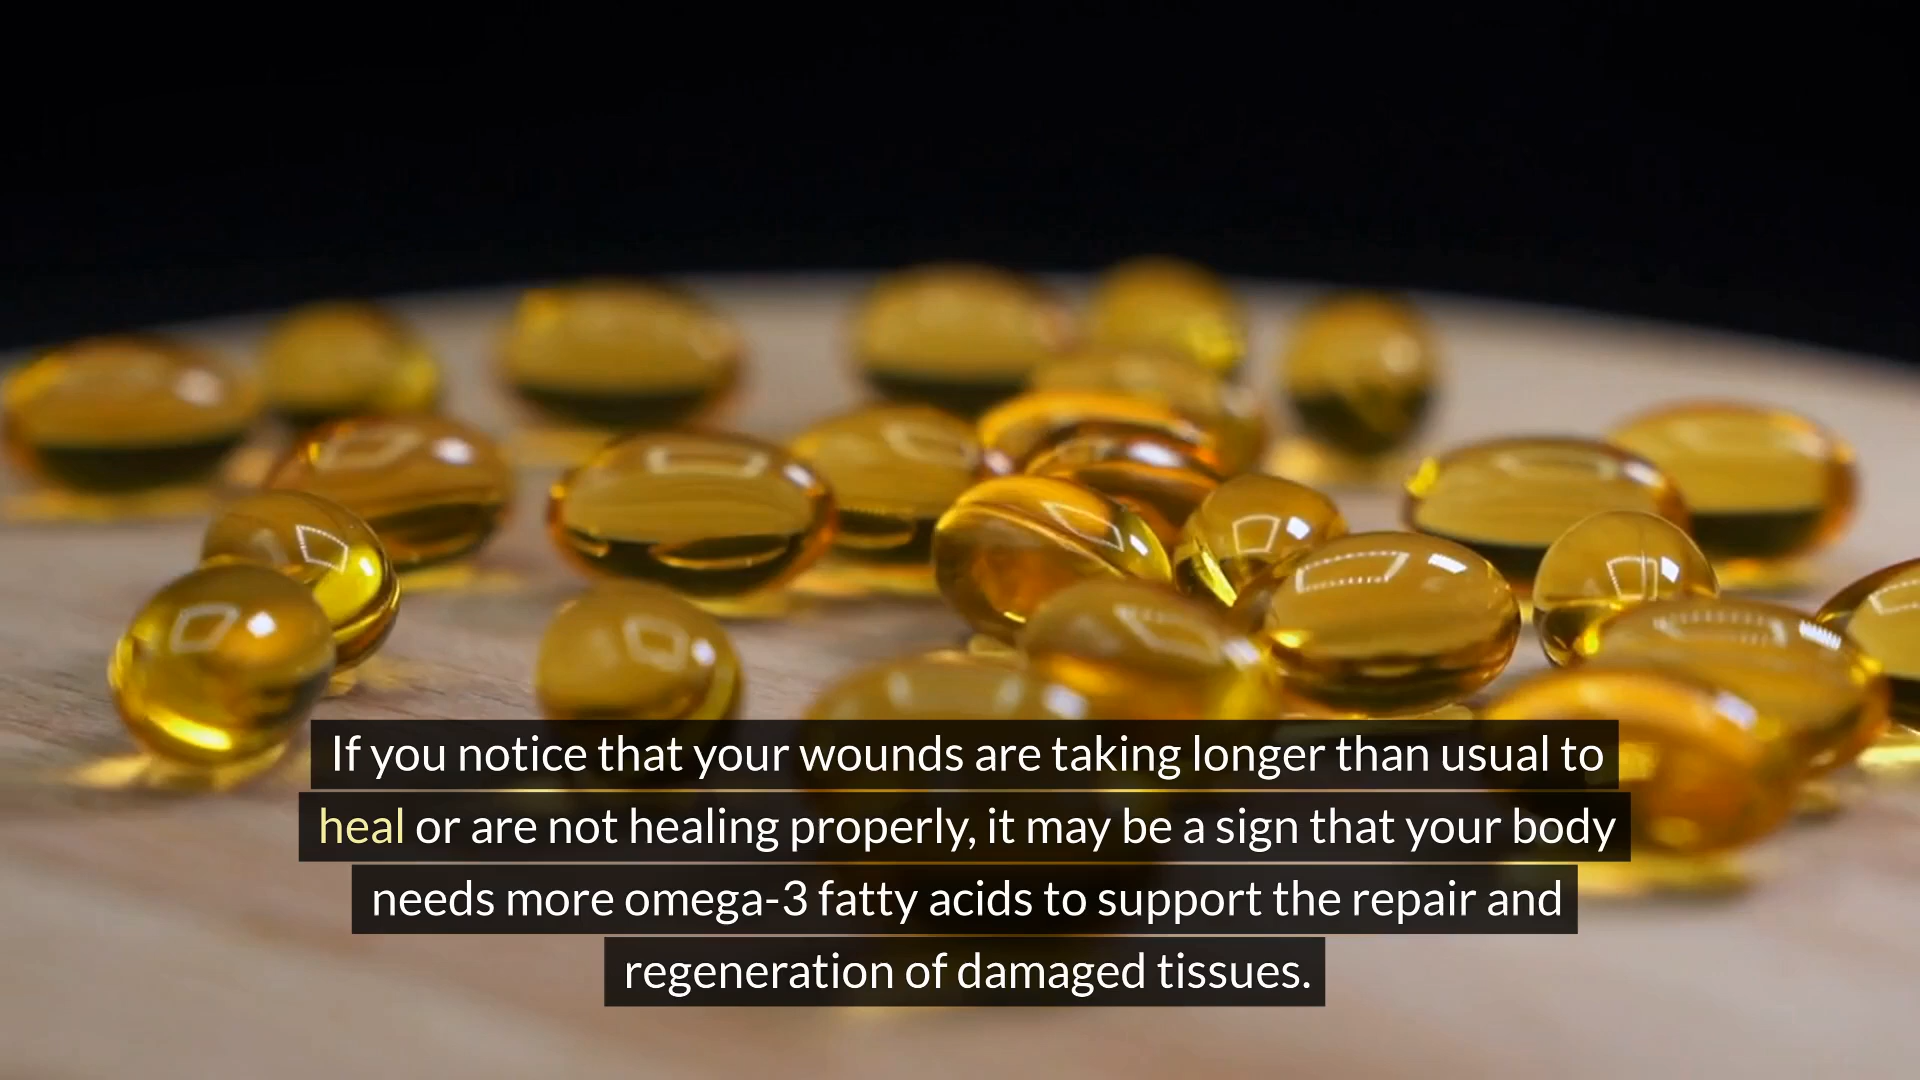 If you notice that your wounds are taking longer than usual to
heal or are not healing properly, it may be a sign that your body
needs more omega-3 fatty acids to support the repair and
regeneration of damaged tissues.